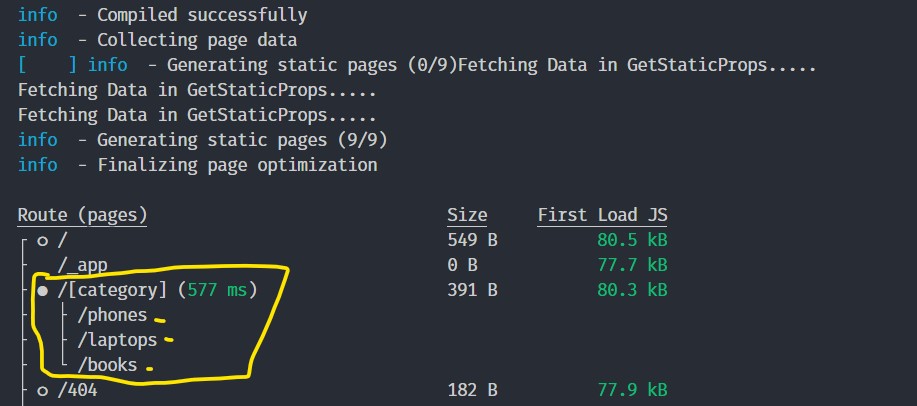 info  - Compiled successfully
info  - Collecting page data
[    ] info  - Generating static pages (0/9)Fetching Data in GetStaticProps.....
Fetching Data in GetStaticProps.....
Fetching Data in GetStaticProps.....
info  - Generating static pages (9/9)
info  - Finalizing page optimization
Route (pages) Size First Load JS
┌ ○ / 549 B 80.5 kB
├   /_app 0 B 77.7 kB
├ ● /[category] (577 ms) 391 B 80.3 kB
├   ├ /phones
├   ├ /laptops
├   └ /books
├ ○ /404 182 B 77.9 kB